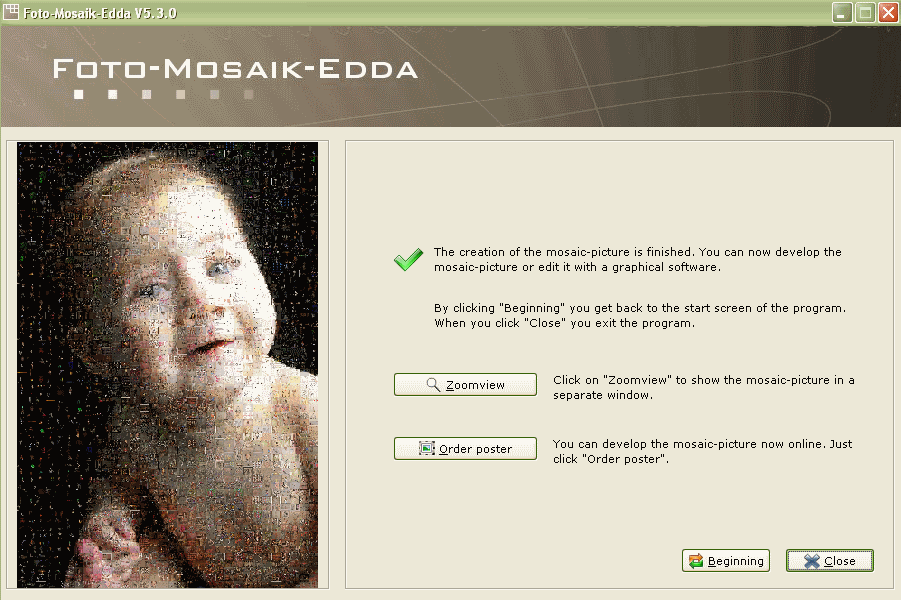 Foto-Mosaik-Edda V5.3.0
FOTO-MOSAIK-EDDA
The creation of the mosaic-picture is finished. You can now develop the
mosaic-picture or edit it with a graphical software.
By clicking "Beginning" you get back to the start screen of the program.
When you click "Close" you exit the program.
Zoomview
Click on "Zoomview" to show the mosaic-picture in a
separate window.
Order poster
You can develop the mosaic-picture now online. Just
click "Order poster".
Beginning
Close